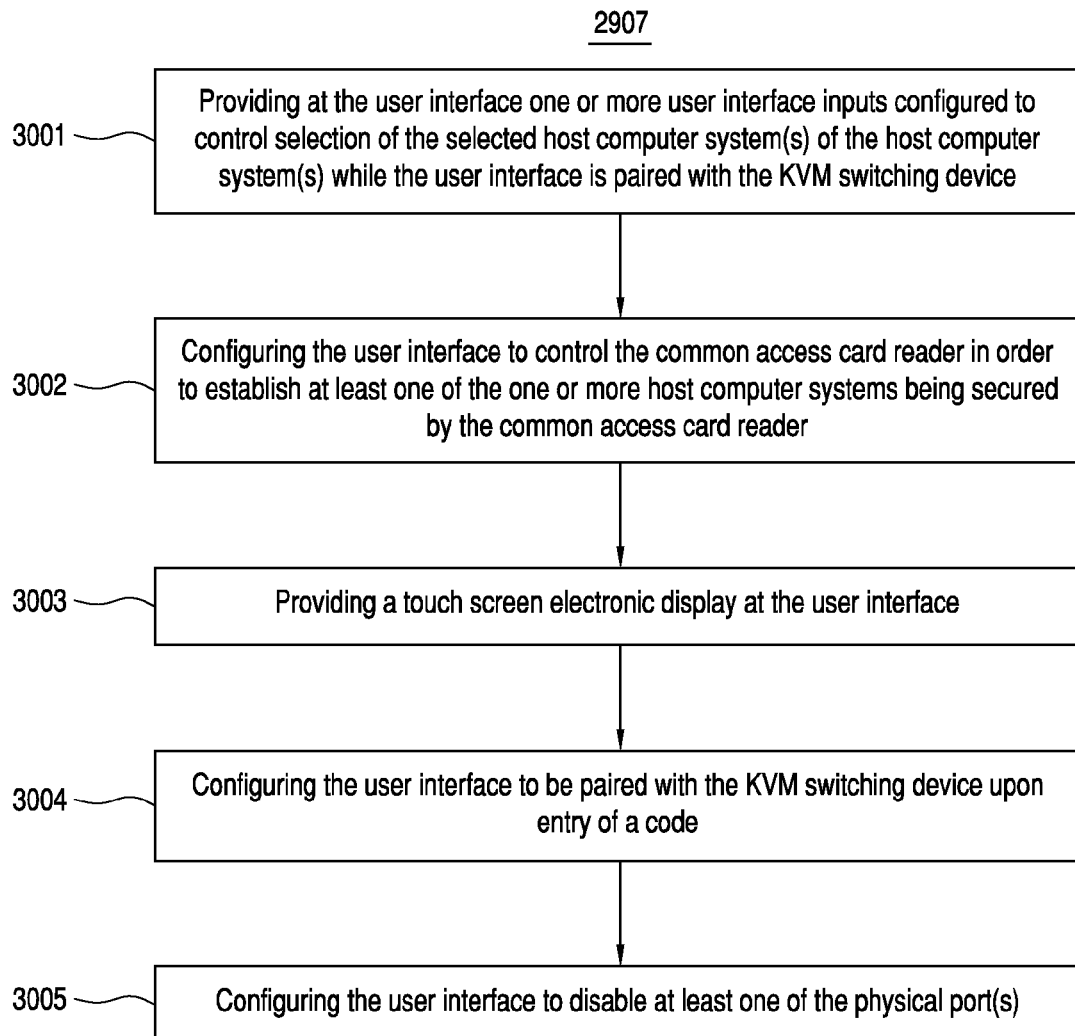 2907
3001
Providing at the user interface one or more user interface inputs configured to
control selection of the selected host computer system(s) of the host computer
system(s) while the user interface is paired with the KVM switching device
3002
Configuring the user interface to control the common access card reader in order
to establish at least one of the one or more host computer systems being secured
by the common access card reader
3003
Providing a touch screen electronic display at the user interface
3004
Configuring the user interface to be paired with the KVM switching device upon
entry of a code
3005
Configuring the user interface to disable at least one of the physical port(s)